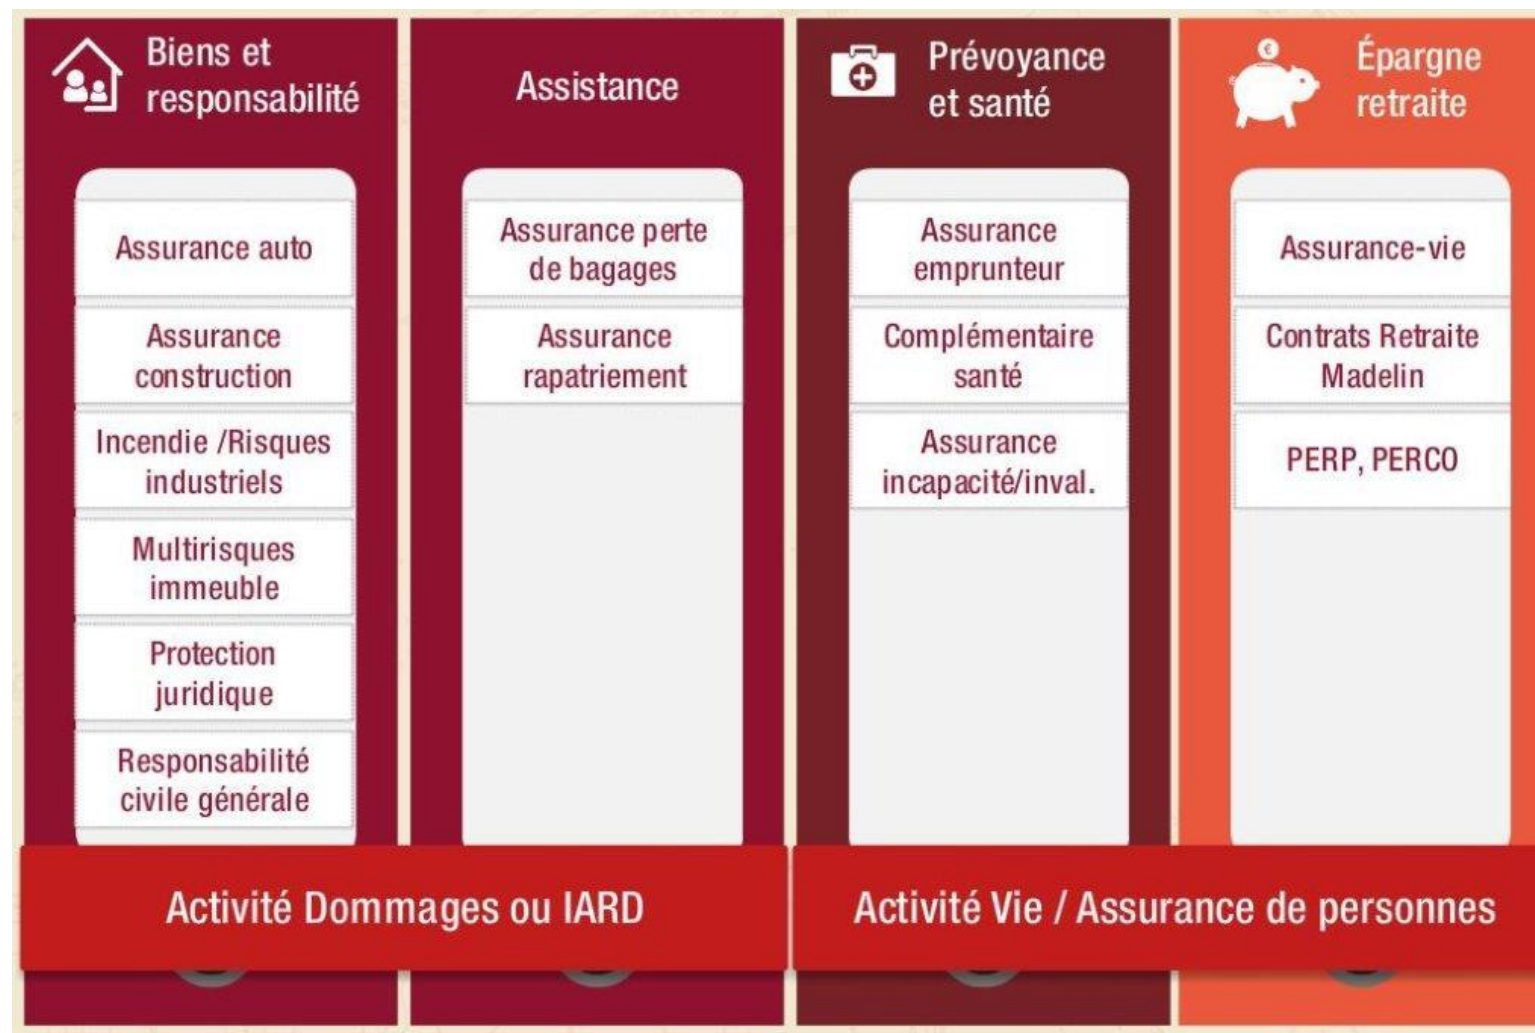 Biens et
responsabilité
Assurance auto
Assurance
construction
Incendie /Risques
industriels
Multirisques
immeuble
Protection
juridique
Responsabilité
civile générale
Assistance
Assurance perte
de bagages
Assurance
rapatriement
Activité Dommages ou IARD
Prévoyance
et santé
Assurance
emprunteur
Complémentaire
santé
Assurance
incapacité/inval.
€
Épargne
retraite
Assurance-vie
Contrats Retraite
Madelin
PERP, PERCO
Activité Vie / Assurance de personnes